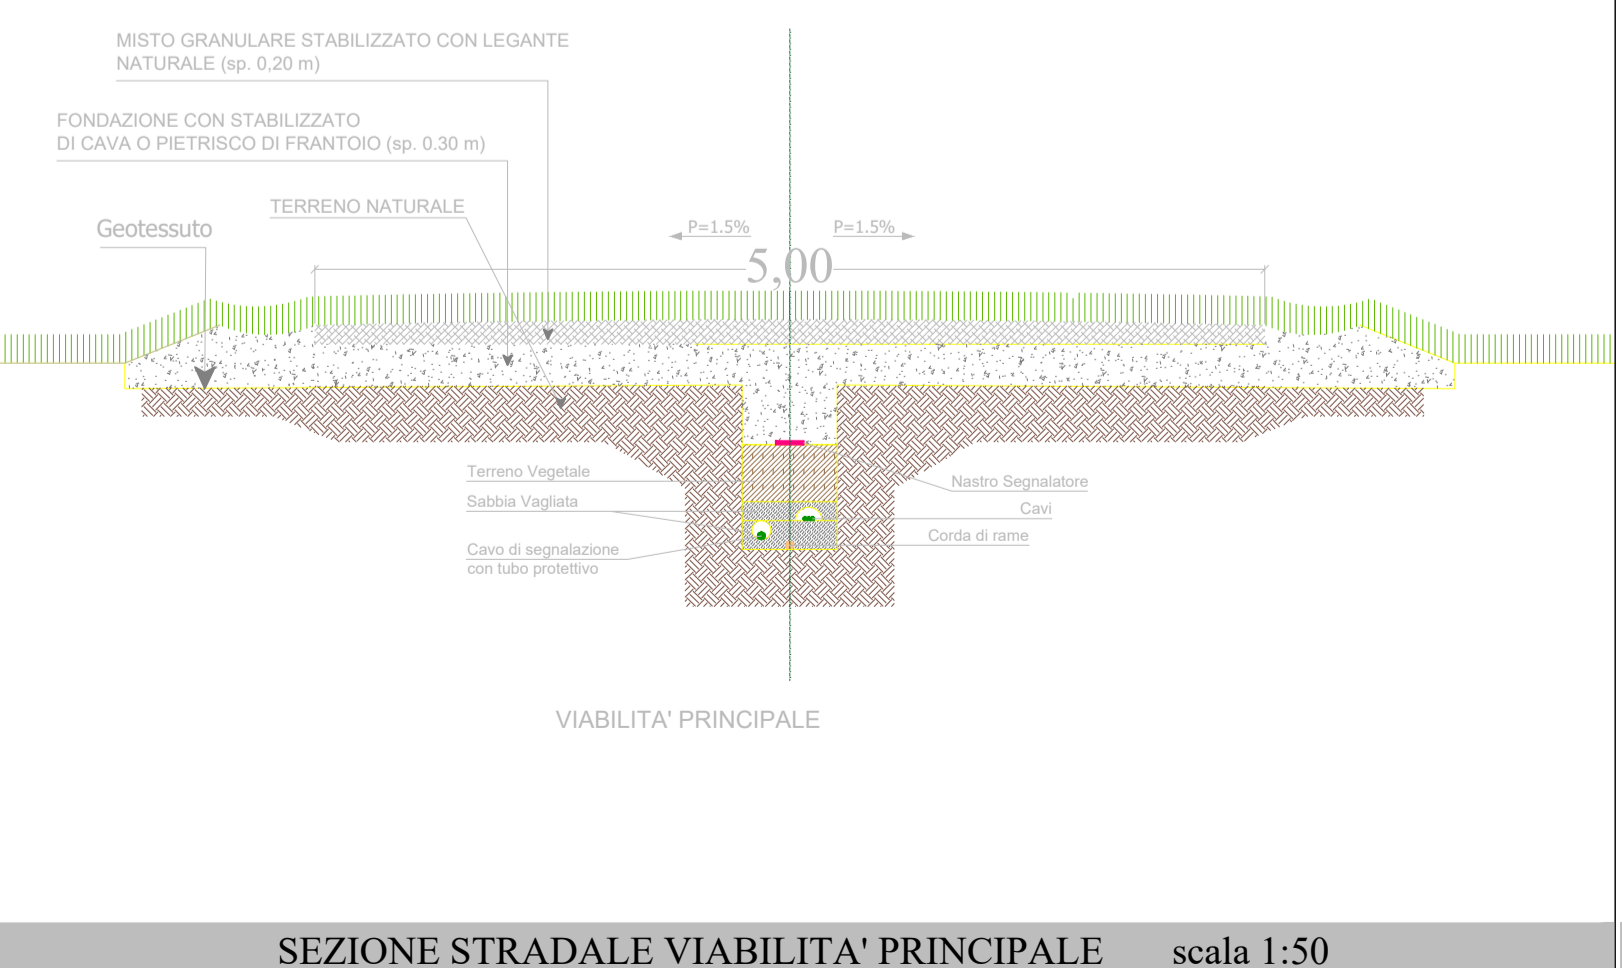 MISTO GRANULARE STABILIZZATO CON LEGANTE
NATURALE (sp. 0,20 m)
FONDAZIONE CON STABILIZZATO
DI CAVA O PIETRISCO DI FRANTOIO (sp. 0.30 m)
TERRENO NATURALE
Geotessuto
P=1.5%
P=1.5%
5,00
Terreno Vegetale
Sabbia Vagliata
Cavo di segnalazione
con tubo protettivo
Nastro Segnalatore
Cavi
Corda di rame
VIABILITA' PRINCIPALE
SEZIONE STRADALE VIABILITA' PRINCIPALE scala 1:50